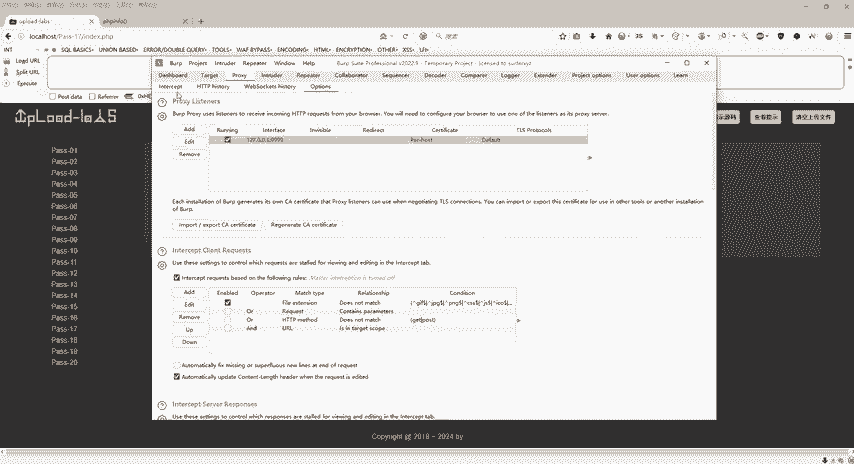 upload-labs
phpinfo()
localhost/Pass-17/index.php
搜索
INT
SQL BASICS UNION BASED ERROR/DOUBLE QUERY TOOLS WAF BYPASS ENCODING HTML ENCRYPTION OTHER XSS LFI
Load URL
Split URL
Execute
Post data Referrer
Burp Project Intruder Repeater Window Help
Burp Suite Professional
Temporary Project - licensed to
Dashboard Target Proxy Intruder Repeater Collaborator Sequencer Decoder Comparer Logger Extender Project options User options Learn
Intercept HTTP history WebSockets history Options
UpLoad-labs
查看提示
清空上传文件
Pass-01
Pass-02
Pass-03
Pass-04
Pass-05
Pass-06
Pass-07
Pass-08
Pass-09
Pass-10
Pass-11
Pass-12
Pass-13
Pass-14
Pass-15
Pass-16
Pass-17
Pass-18
Pass-19
Pass-20
Proxy Listeners
Burp Proxy uses listeners to receive incoming HTTP requests from your browser. You will need to configure your browser to use one of the listeners as its proxy server.
Add
Edit
Remove
Running Interface Invisible Redirect Certificate TLS Protocols
Per-host Default
Each installation of Burp generates its own CA certificate that Proxy listeners can use when negotiating TLS connections. You can import or export this certificate for use in other tools or another installation
of Burp.
Import / export CA certificate
Regenerate CA certificate
Intercept Client Requests
Use these settings to control which requests are stalled for viewing and editing in the Intercept tab.
Intercept requests based on the following rules: Master interception is turned off
Add
Edit
Remove
Up
Down
Enabled Operator Match type Relationship Condition
File extension Does not match (^gif$|^jpg$|^png$|^css$|^js$|^ico$|...
Or Request Contains parameters
Or HTTP method Does not match (get|post)
And URL Is in target scope
Automatically fix missing or superfluous new lines at end of request
Automatically update Content-Length header when the request is edited
Intercept Server Responses
Use these settings to control which responses are stalled for viewing and editing in the Intercept tab.
Copyright @ 2018 - 2024 by